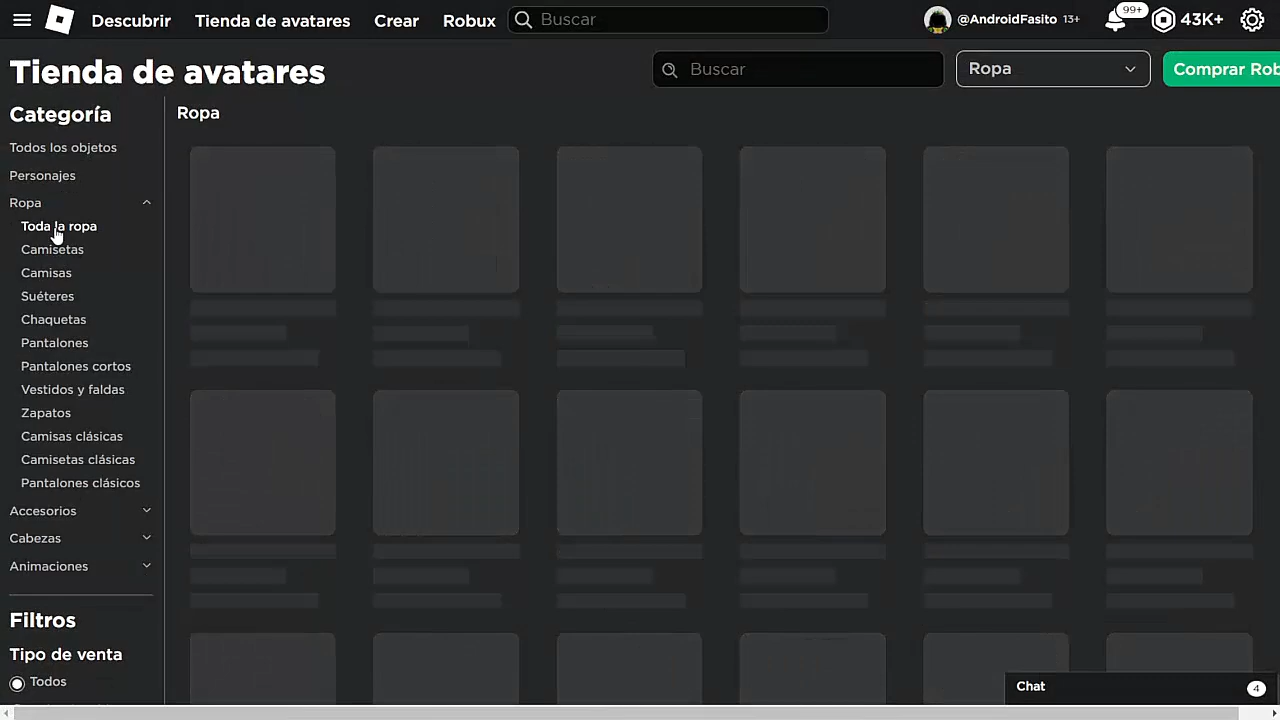 Descubrir Tienda de avatares Crear Robux Buscar @AndroidFasito 13+ 99+ 43K+
Tienda de avatares Buscar Ropa Comprar Rob
Categoría
Ropa
Todos los objetos
Personajes
Ropa
Toda la ropa
Camisetas
Camisas
Suéteres
Chaquetas
Pantalones
Pantalones cortos
Vestidos y faldas
Zapatos
Camisas clásicas
Camisetas clásicas
Pantalones clásicos
Accesorios
Cabezas
Animaciones
Filtros
Tipo de venta
Todos
Chat 4